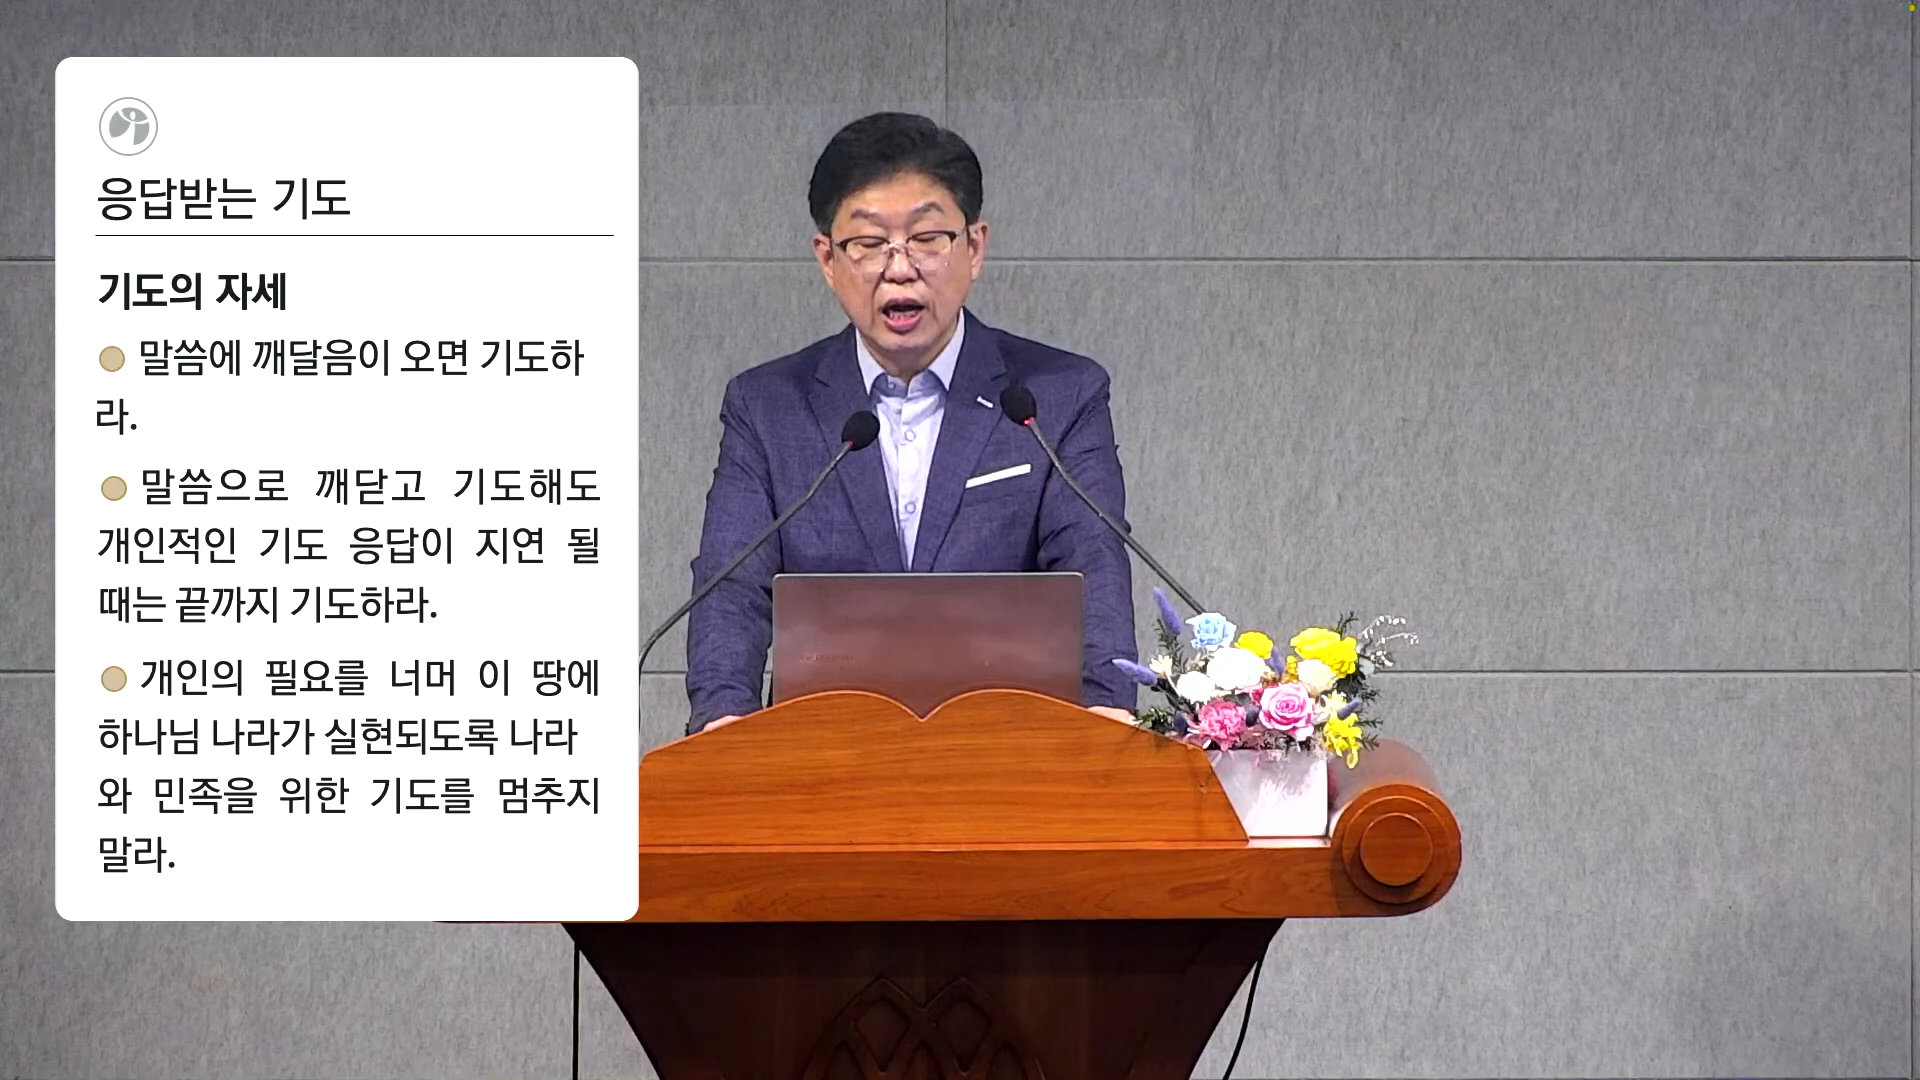 응답받는 기도
기도의 자세
말씀에 깨달음이 오면 기도하
라.
말씀으로 깨닫고 기도해도
개인적인 기도 응답이 지연 될
때는 끝까지 기도하라.
개인의 필요를 너머 이 땅에
하나님 나라가 실현되도록 나라
와 민족을 위한 기도를 멈추지
말라.